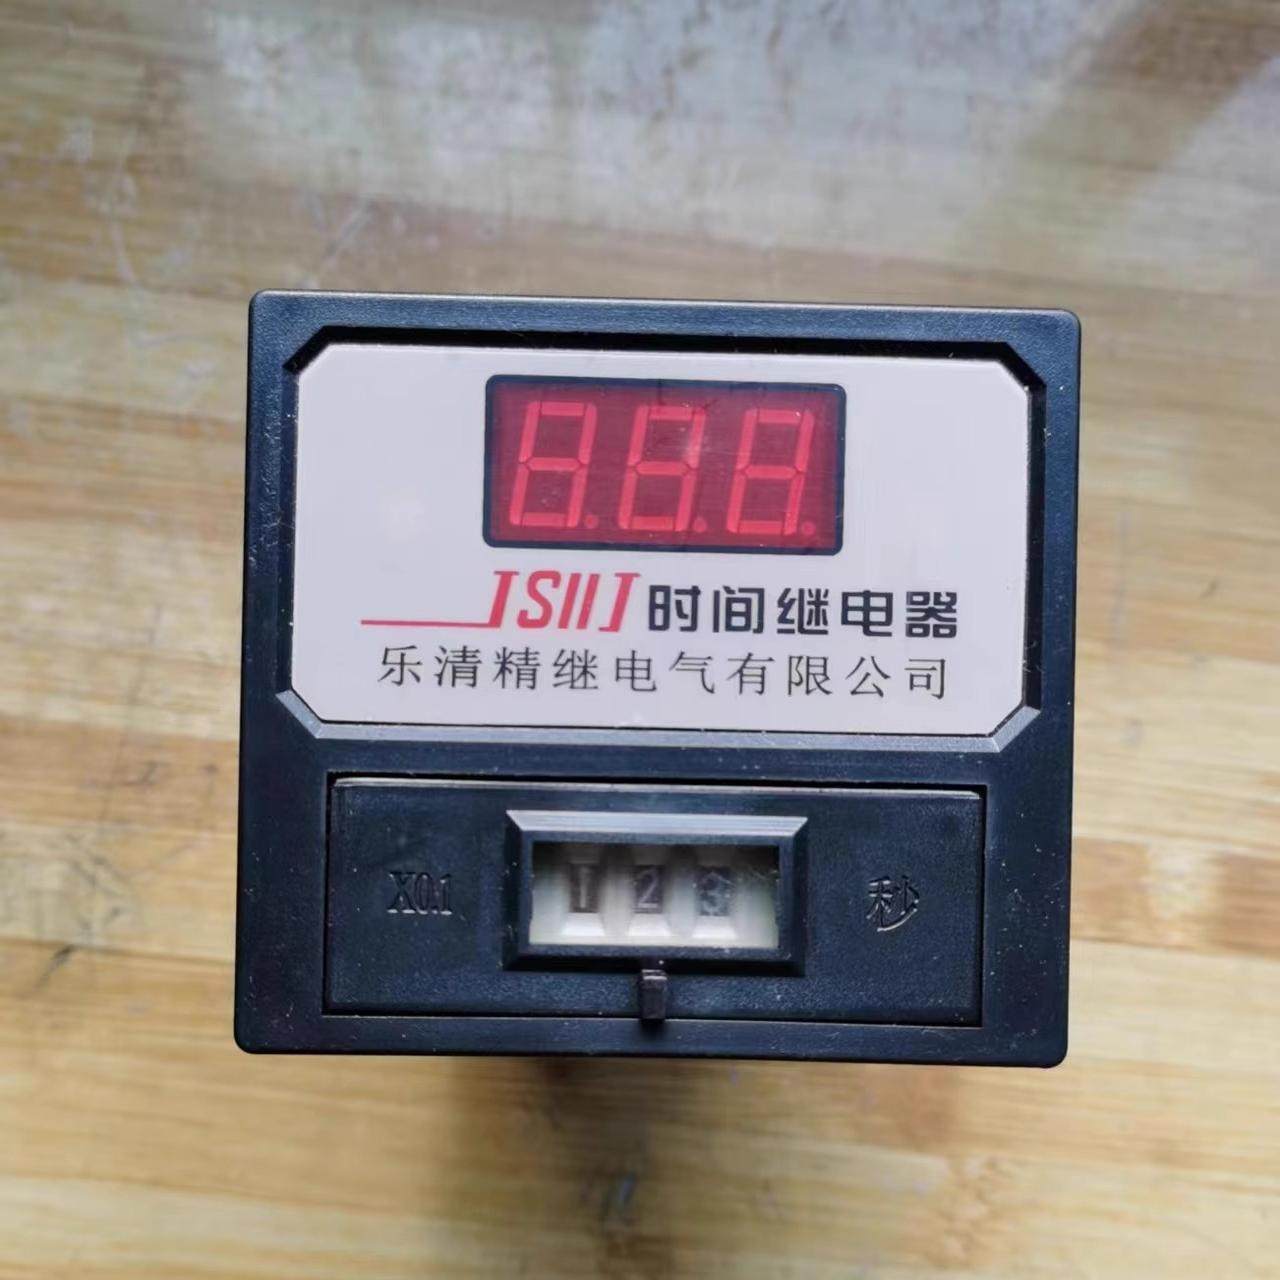 JS11J 时间继电器
乐清精继电气有限公司
X0.1 123 秒